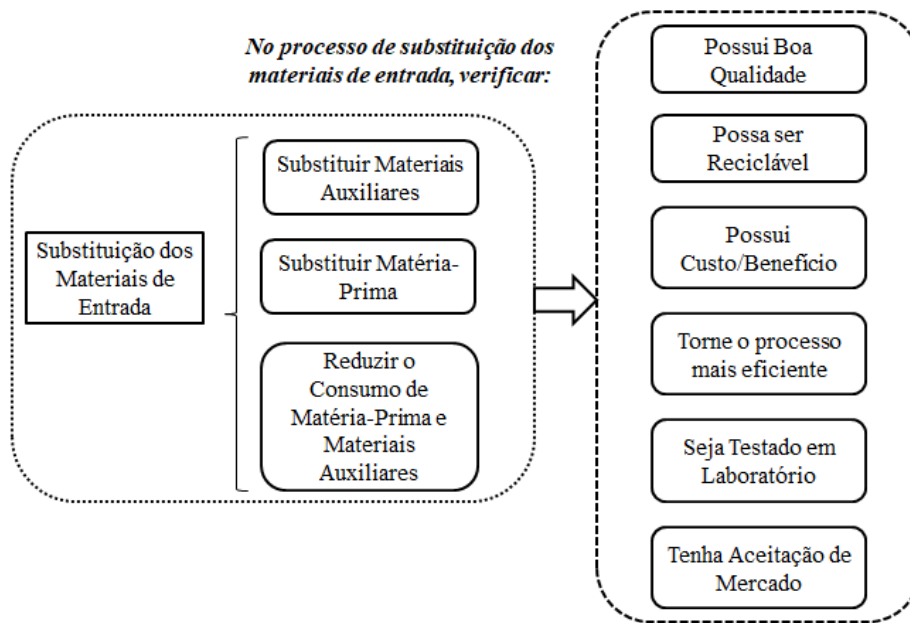 No processo de substituição dos
materiais de entrada, verificar:
Substituição dos
Materiais de
Entrada
Substituir Materiais
Auxiliares
Substituir Matéria-
Prima
Reduzir o
Consumo de
Matéria-Prima e
Materiais
Auxiliares
Possui Boa
Qualidade
Possa ser
Reciclável
Possui
Custo/Benefício
Torne o processo
mais eficiente
Seja Testado em
Laboratório
Tenha Aceitação de
Mercado